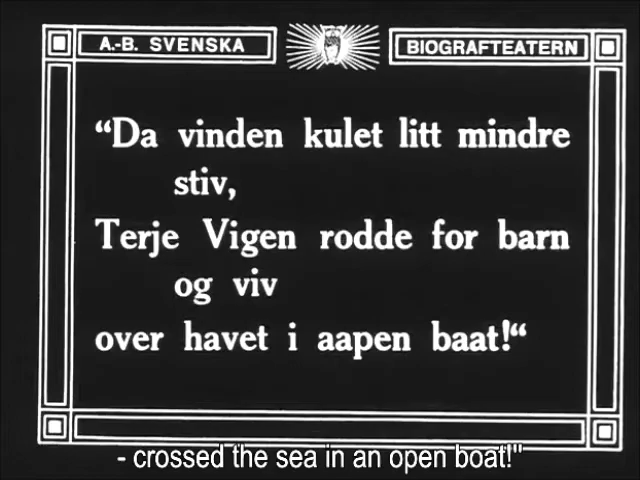 A.-B. SVENSKA BIOGRAFTEATERN
“Da vinden kulet litt mindre
stiv,
Terje Vigen rodde for barn
og viv
over havet i aapen baat!“
- crossed the sea in an open boat!"